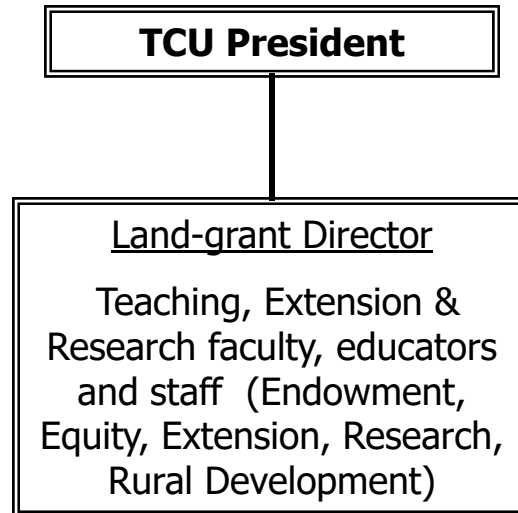 TCU President
Land-grant Director
Teaching, Extension &
Research faculty, educators
and staff  (Endowment,
Equity, Extension, Research,
Rural Development)